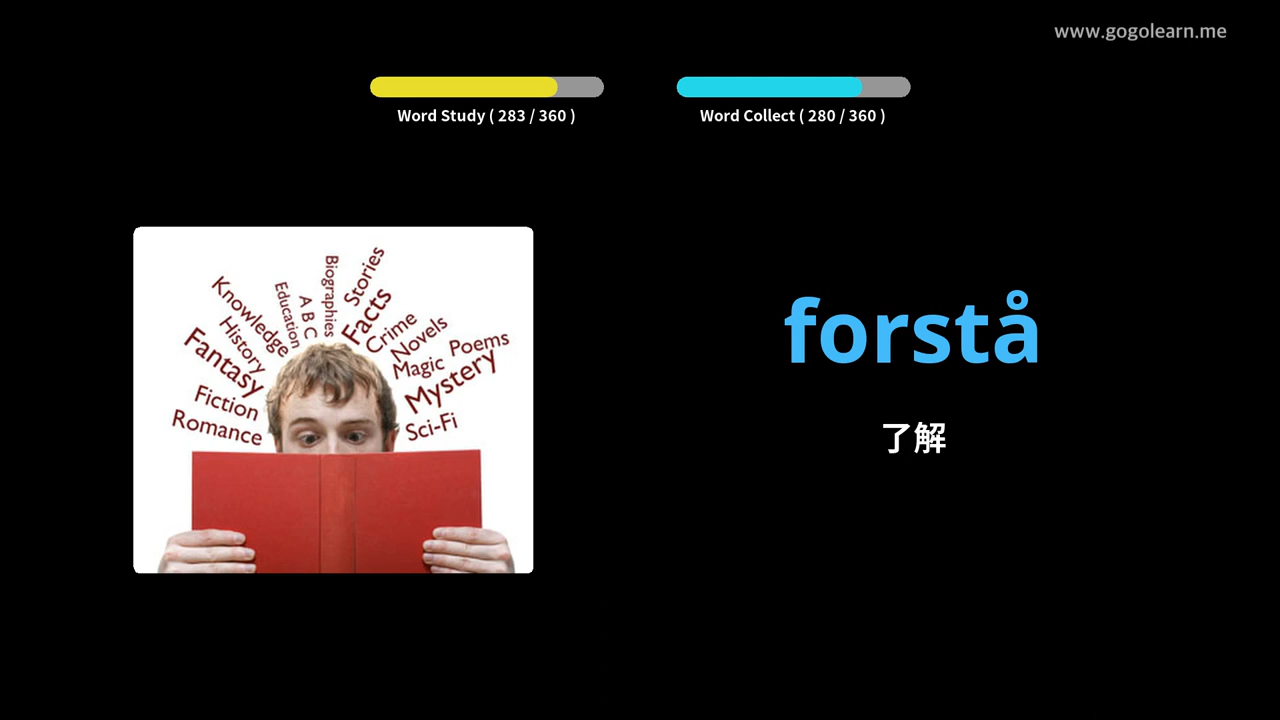 www.gogolearn.me
Word Study ( 283 / 360 )
Word Collect ( 280 / 360 )
Knowledge
History
Fantasy
Fiction
Romance
Education
A B C
Biographies
Stories
Facts
Crime
Novels
Magic
Poems
Mystery
Sci-Fi
forstå
了解